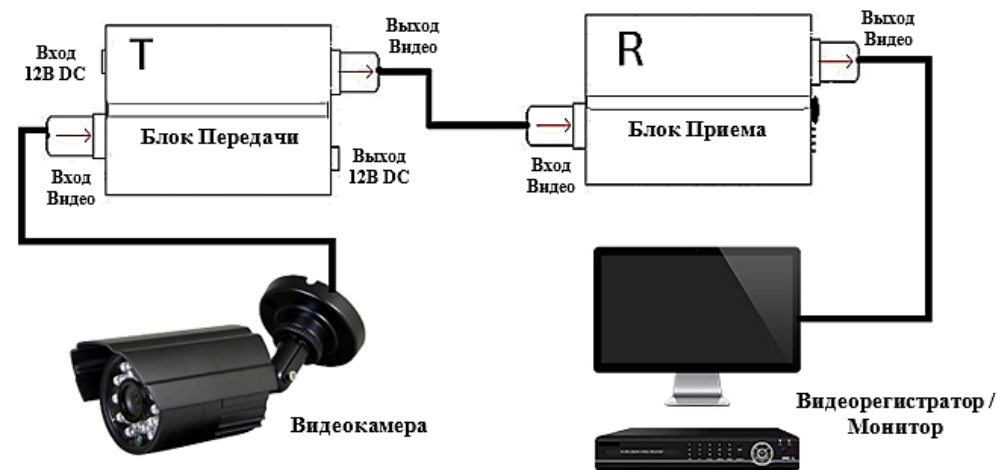 Вход
12В DC
T
Выход
Видео
Блок Передачи
Вход
Видео
Выход
12В DC
R
Выход
Видео
Блок Приема
Вход
Видео
Видеокамера
Видеорегистратор /
Монитор